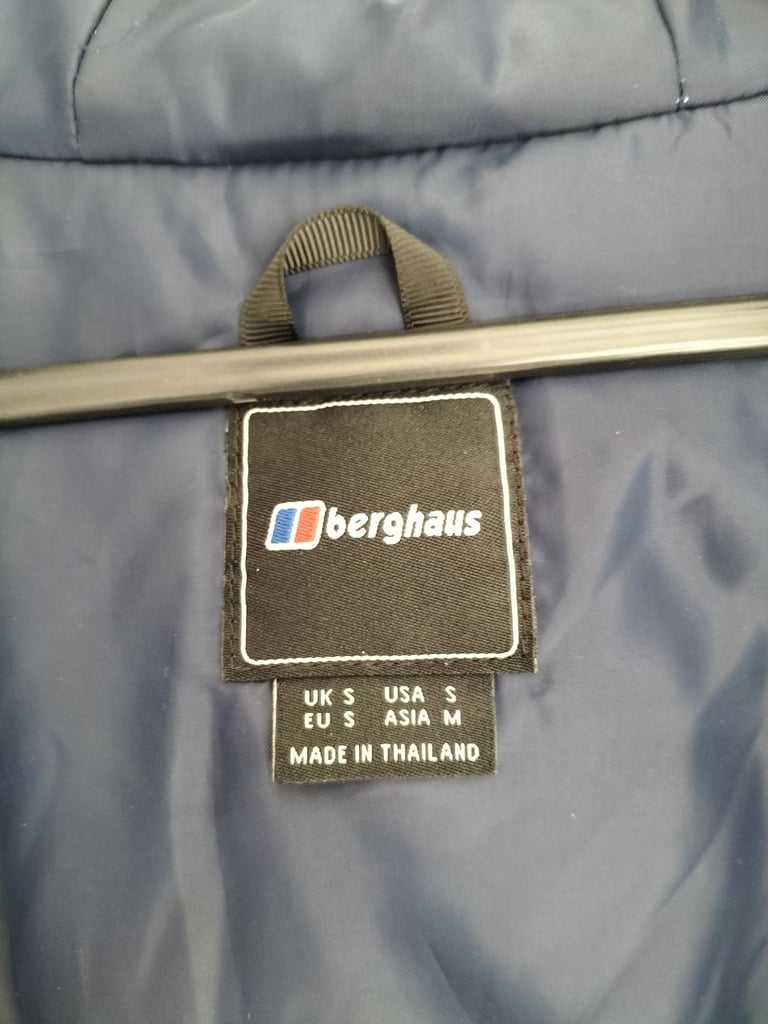 berghaus
UK S USA S
EU S ASIA M
MADE IN THAILAND